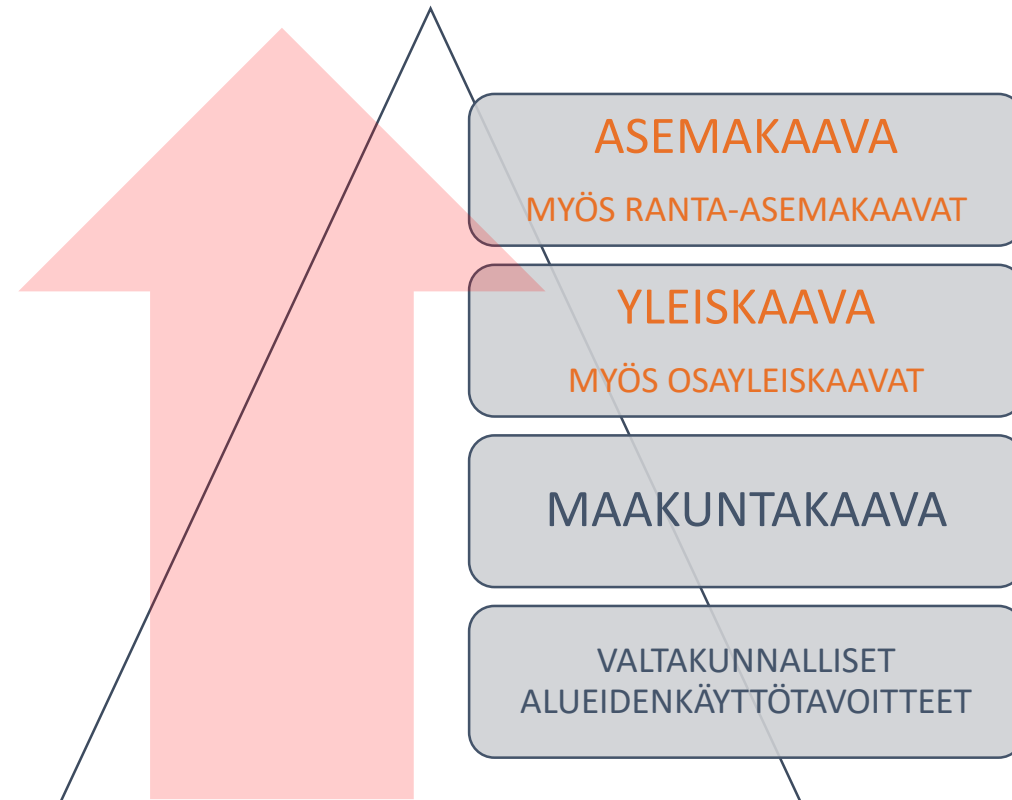 ASEMAKAAVA
MYÖS RANTA-ASEMAKAAVAT
YLEISKAAVA
MYÖS OSAYLEISKAAVAT
MAAKUNTAKAAVA
VALTAKUNNALLISET
ALUEIDENKÄYTTÖTAVOITTEET